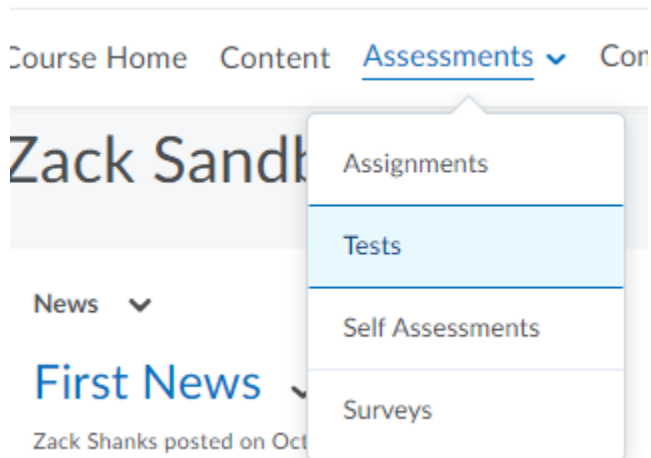 Course Home Content Assessments Com
Zack Sandb
Assignments
Tests
Self Assessments
Surveys
News
First News
Zack Shanks posted on Oct